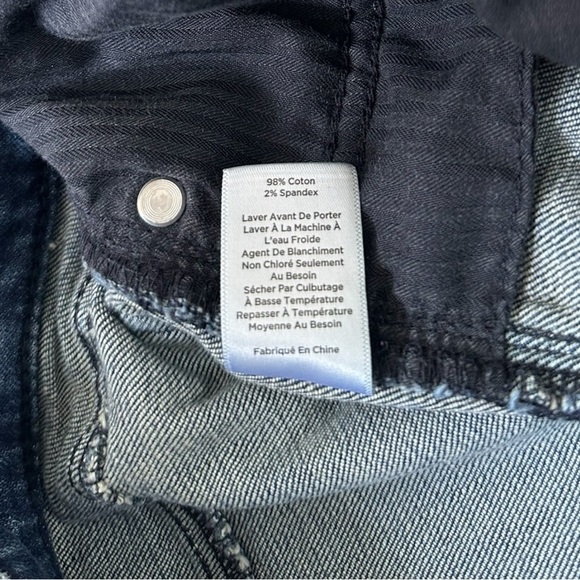 98% Coton
2% Spandex
Laver Avant De Porter
Laver À La Machine À
L'eau Froide
Agent De Blanchiment
Non Chloré Seulement
Au Besoin
Sécher Par Culbutage
À Basse Température
Repasser À Température
Moyenne Au Besoin
Fabriqué En Chine